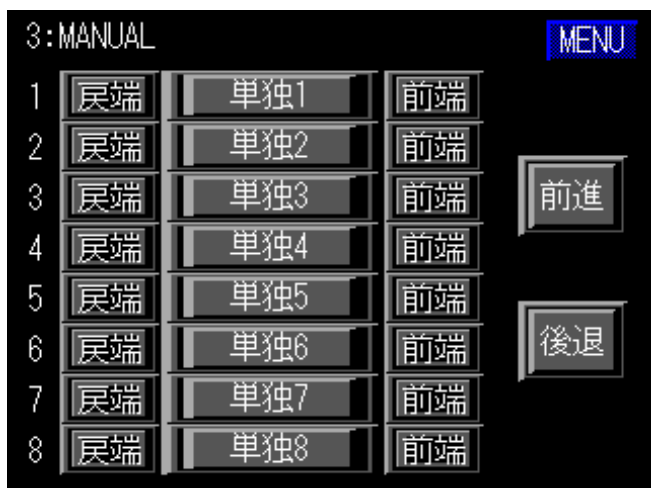 3:MANUAL MENU
1 戻端 単独1 前端
2 戻端 単独2 前端
3 戻端 単独3 前端
前進
4 戻端 単独4 前端
5 戻端 単独5 前端
6 戻端 単独6 前端
後退
7 戻端 単独7 前端
8 戻端 単独8 前端